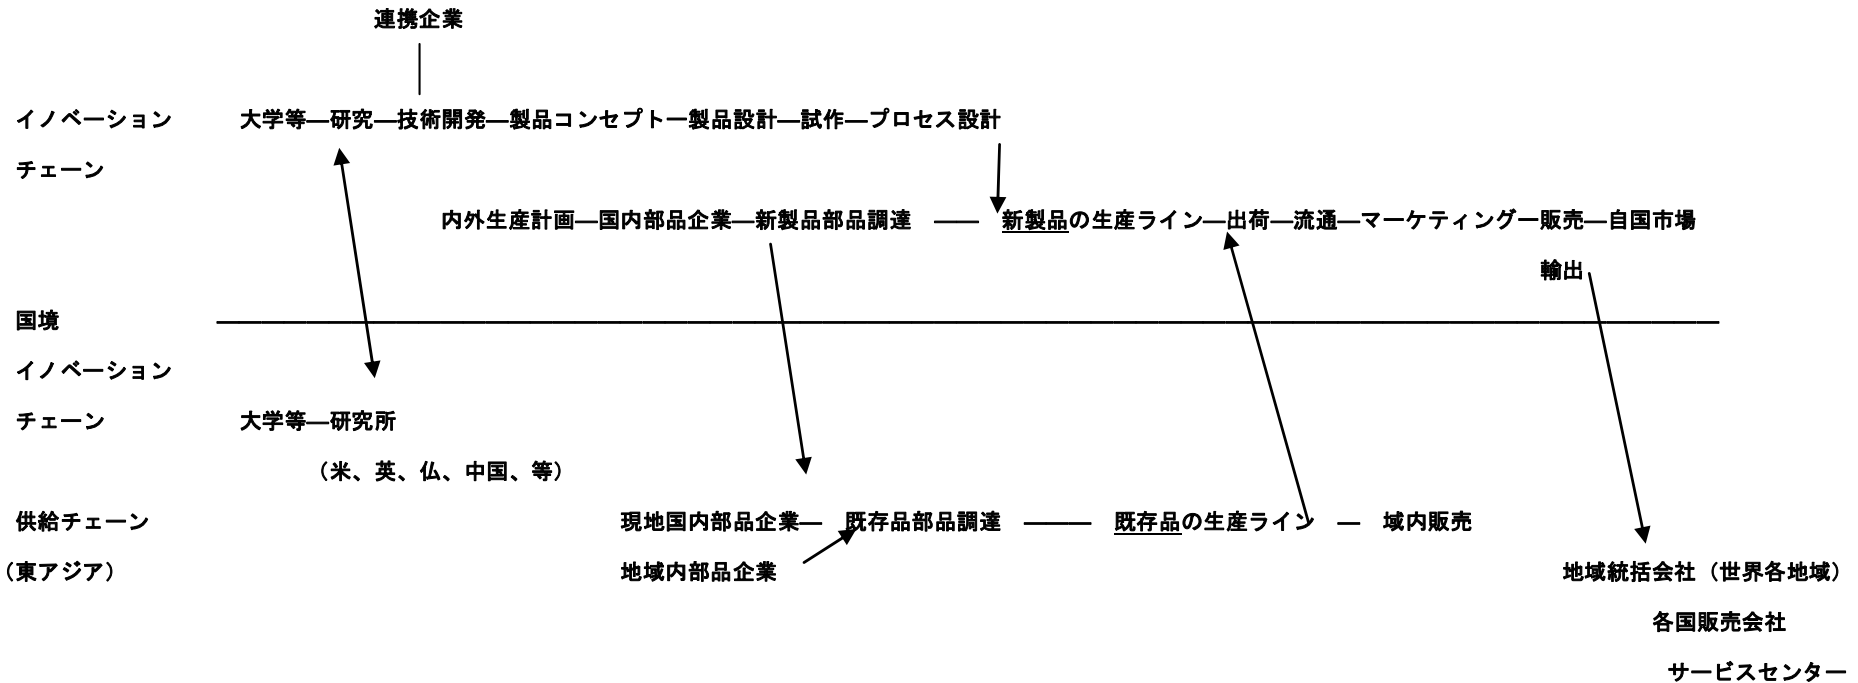 連携企業
イノベーション 大学等―研究―技術開発―製品コンセプト―製品設計―試作―プロセス設計
チェーン
内外生産計画―国内部品企業―新製品部品調達 ―― 新製品の生産ライン―出荷―流通―マーケティング―販売―自国市場
輸出
国境
イノベーション
チェーン 大学等―研究所
（米、英、仏、中国、等）
供給チェーン 現地国内部品企業― 既存品部品調達 ――― 既存品の生産ライン ― 域内販売
（東アジア） 地域内部品企業 地域統括会社（世界各地域）
各国販売会社
サービスセンター